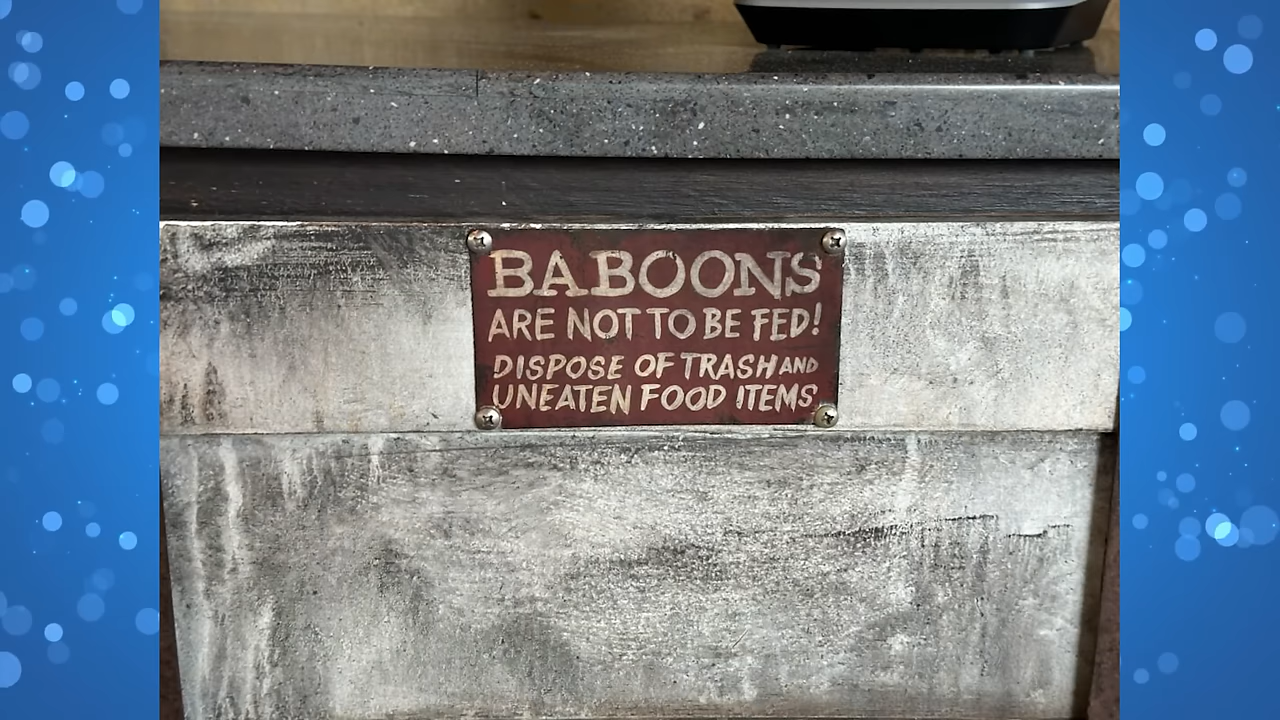 BABOONS
ARE NOT TO BE FED!
DISPOSE OF TRASH AND
UNEATEN FOOD ITEMS